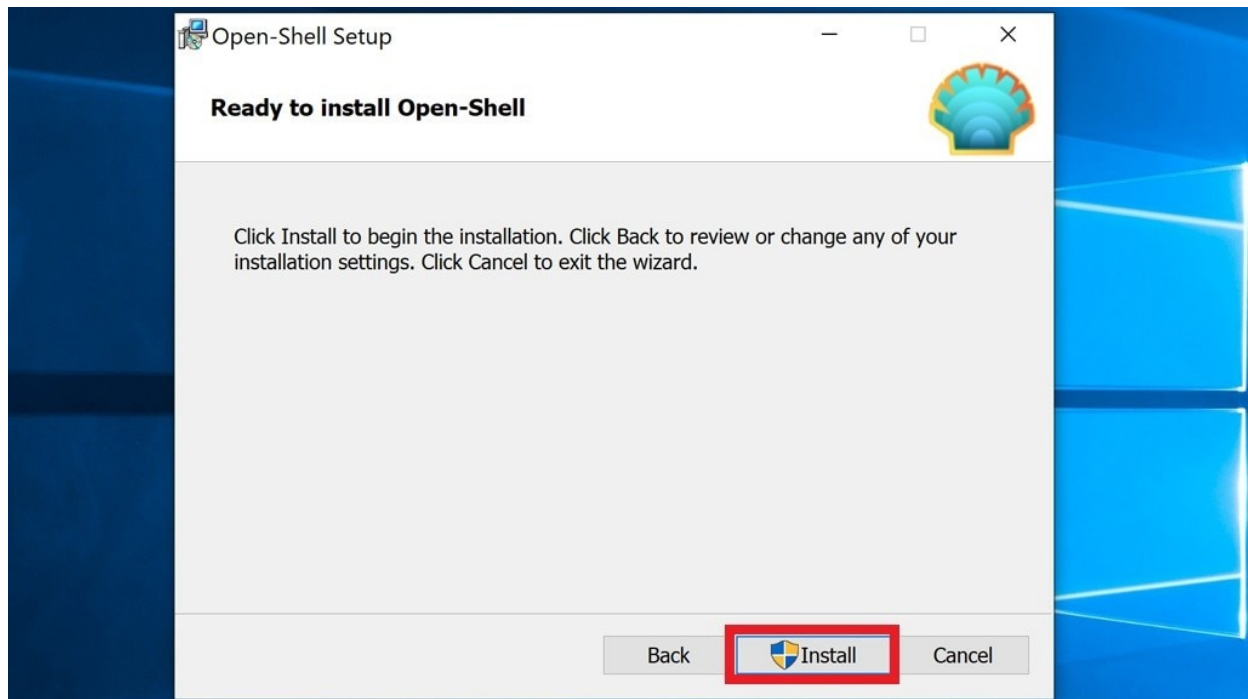 Open-Shell Setup
Ready to install Open-Shell
Click Install to begin the installation. Click Back to review or change any of your
installation settings. Click Cancel to exit the wizard.
Back
Install
Cancel